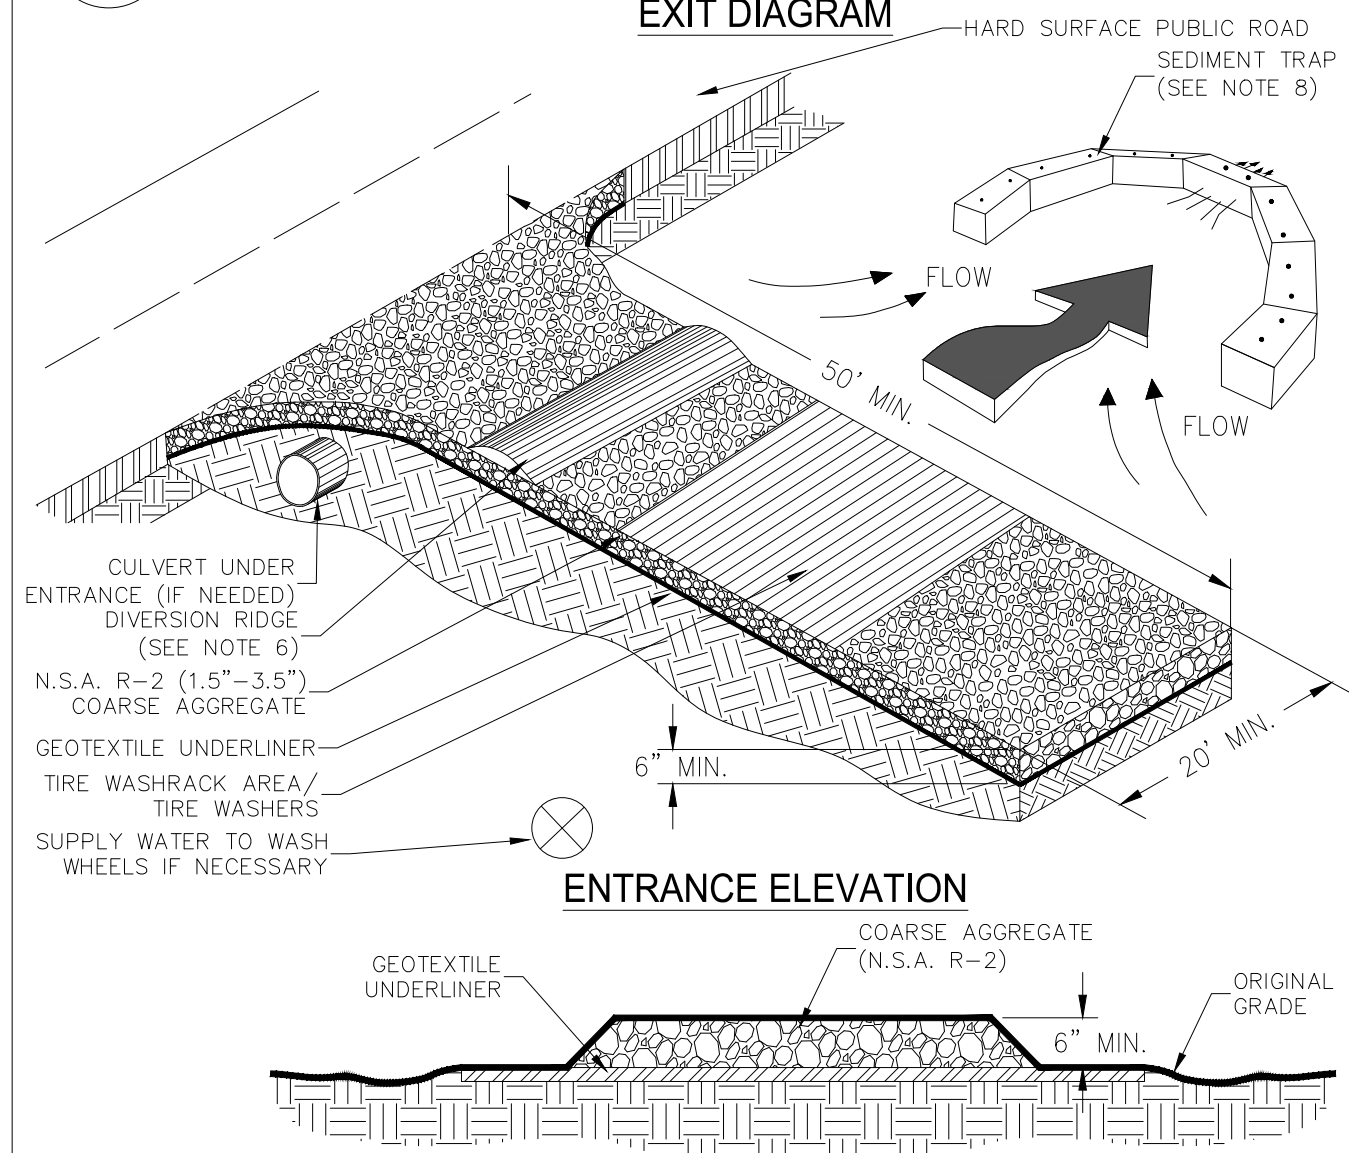 EXIT DIAGRAM
HARD SURFACE PUBLIC ROAD
SEDIMENT TRAP
(SEE NOTE 8)
FLOW
50' MIN.
FLOW
CULVERT UNDER
ENTRANCE (IF NEEDED)
DIVERSION RIDGE
(SEE NOTE 6)
N.S.A. R-2 (1.5"-3.5")
COARSE AGGREGATE
GEOTEXTILE UNDERLINER
TIRE WASHRACK AREA/
TIRE WASHERS
SUPPLY WATER TO WASH
WHEELS IF NECESSARY
6" MIN.
20' MIN.
ENTRANCE ELEVATION
COARSE AGGREGATE
(N.S.A. R-2)
GEOTEXTILE
UNDERLINER
ORIGINAL
GRADE
6" MIN.